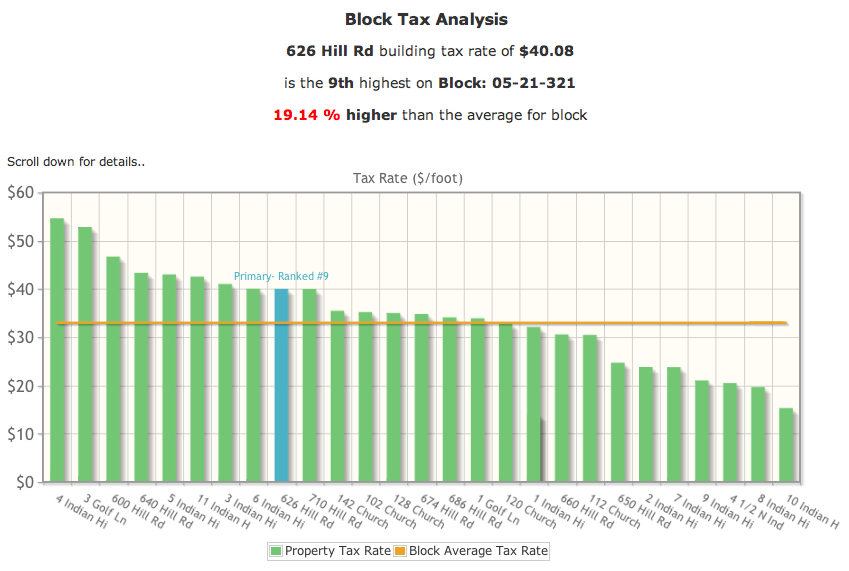 Block Tax Analysis
626 Hill Rd building tax rate of $40.08
is the 9th highest on Block: 05-21-321
19.14 % higher than the average for block
Scroll down for details..
Tax Rate ($/foot)
$60
$50
$40
$30
$20
$10
$0
Primary- Ranked #9
4 Indian Hi
3 Golf Ln
600 Hill Rd
640 Hill Rd
5 Indian Hi
11 Indian H
3 Indian Hi
6 Indian Hi
626 Hill Rd
710 Hill Rd
142 Church
102 Church
128 Church
674 Hill Rd
686 Hill Rd
1 Golf Ln
120 Church
1 Indian Hi
660 Hill Rd
112 Church
650 Hill Rd
2 Indian Hi
7 Indian Hi
9 Indian Hi
4 1/2 N Ind
8 Indian Hi
10 Indian H
Property Tax Rate
Block Average Tax Rate